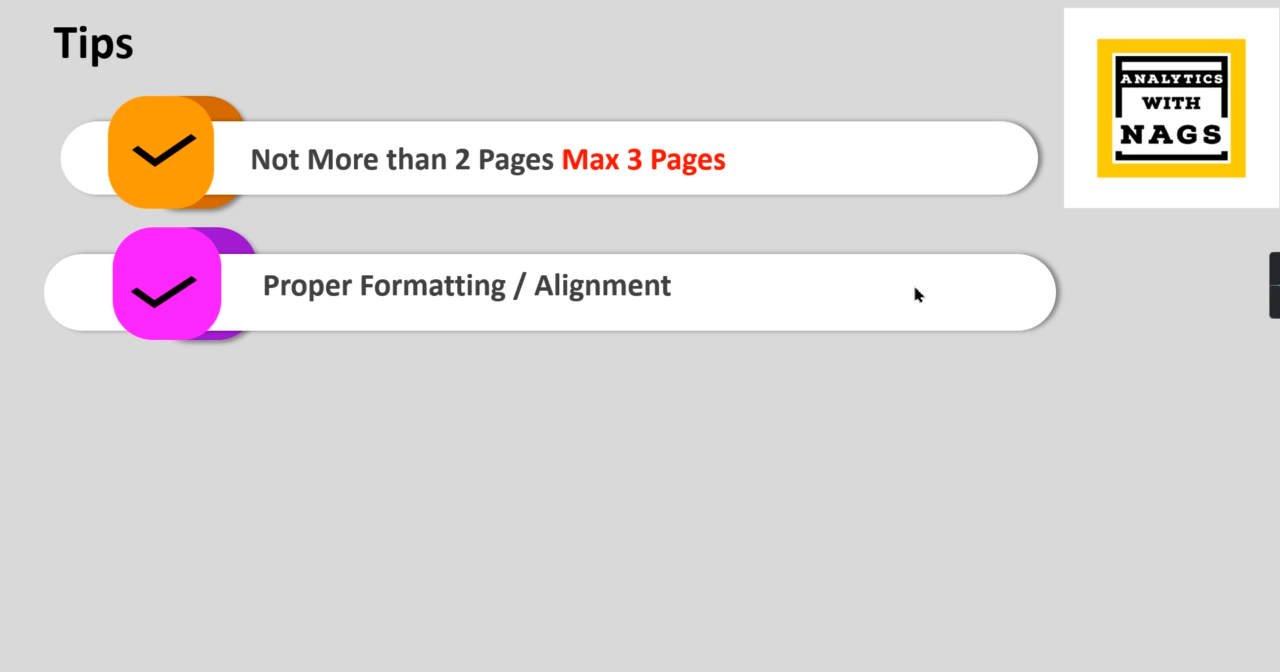 Tips
Not More than 2 Pages Max 3 Pages
Proper Formatting / Alignment
ANALYTICS
WITH
NAGS